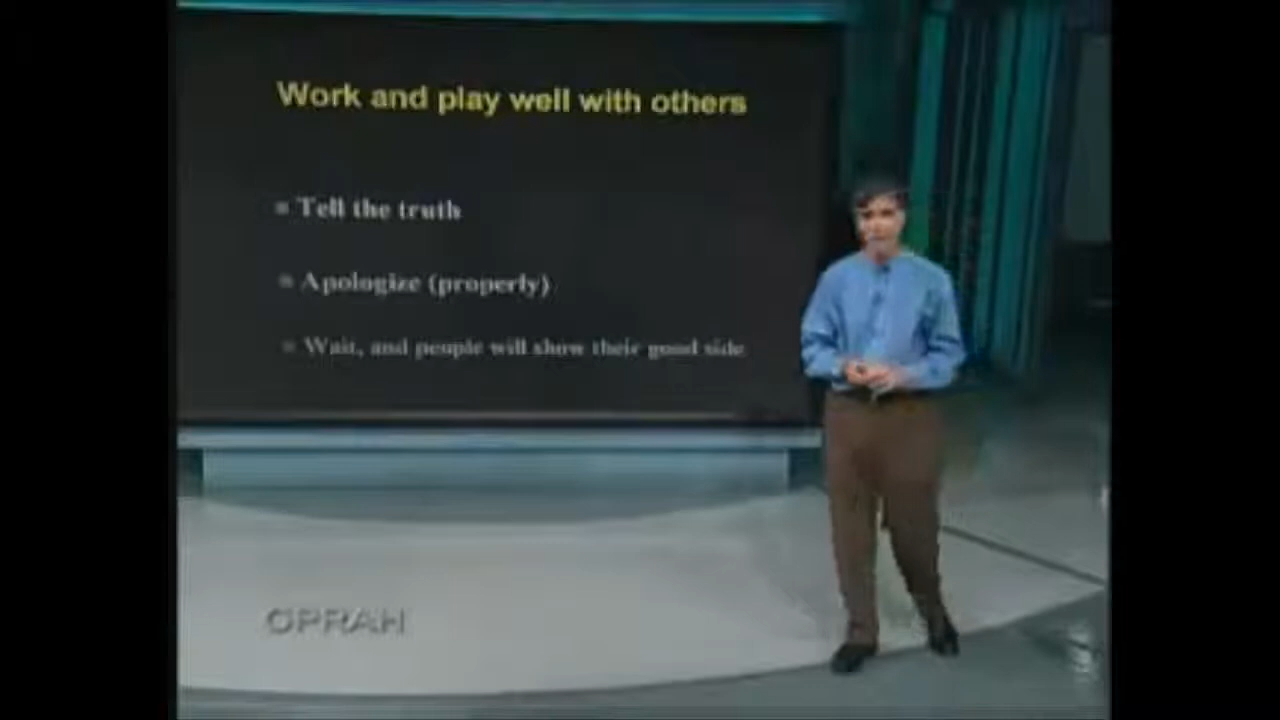 Work and play well with others
Tell the truth
Apologize (properly)
Wait, and people will show their good side
OPRAH